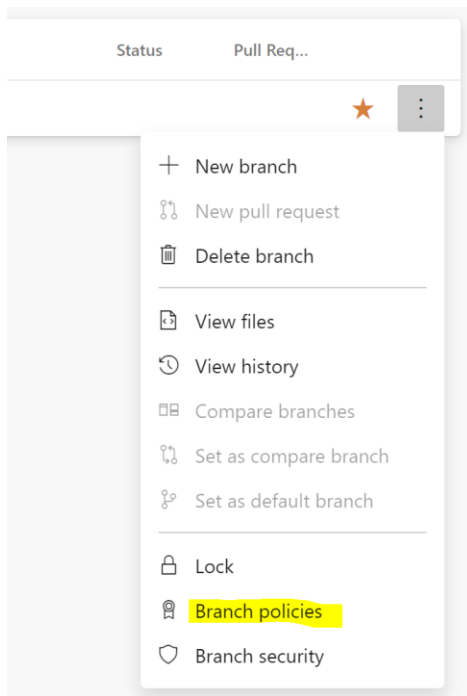 Status Pull Req...
New branch
New pull request
Delete branch
View files
View history
Compare branches
Set as compare branch
Set as default branch
Lock
Branch policies
Branch security